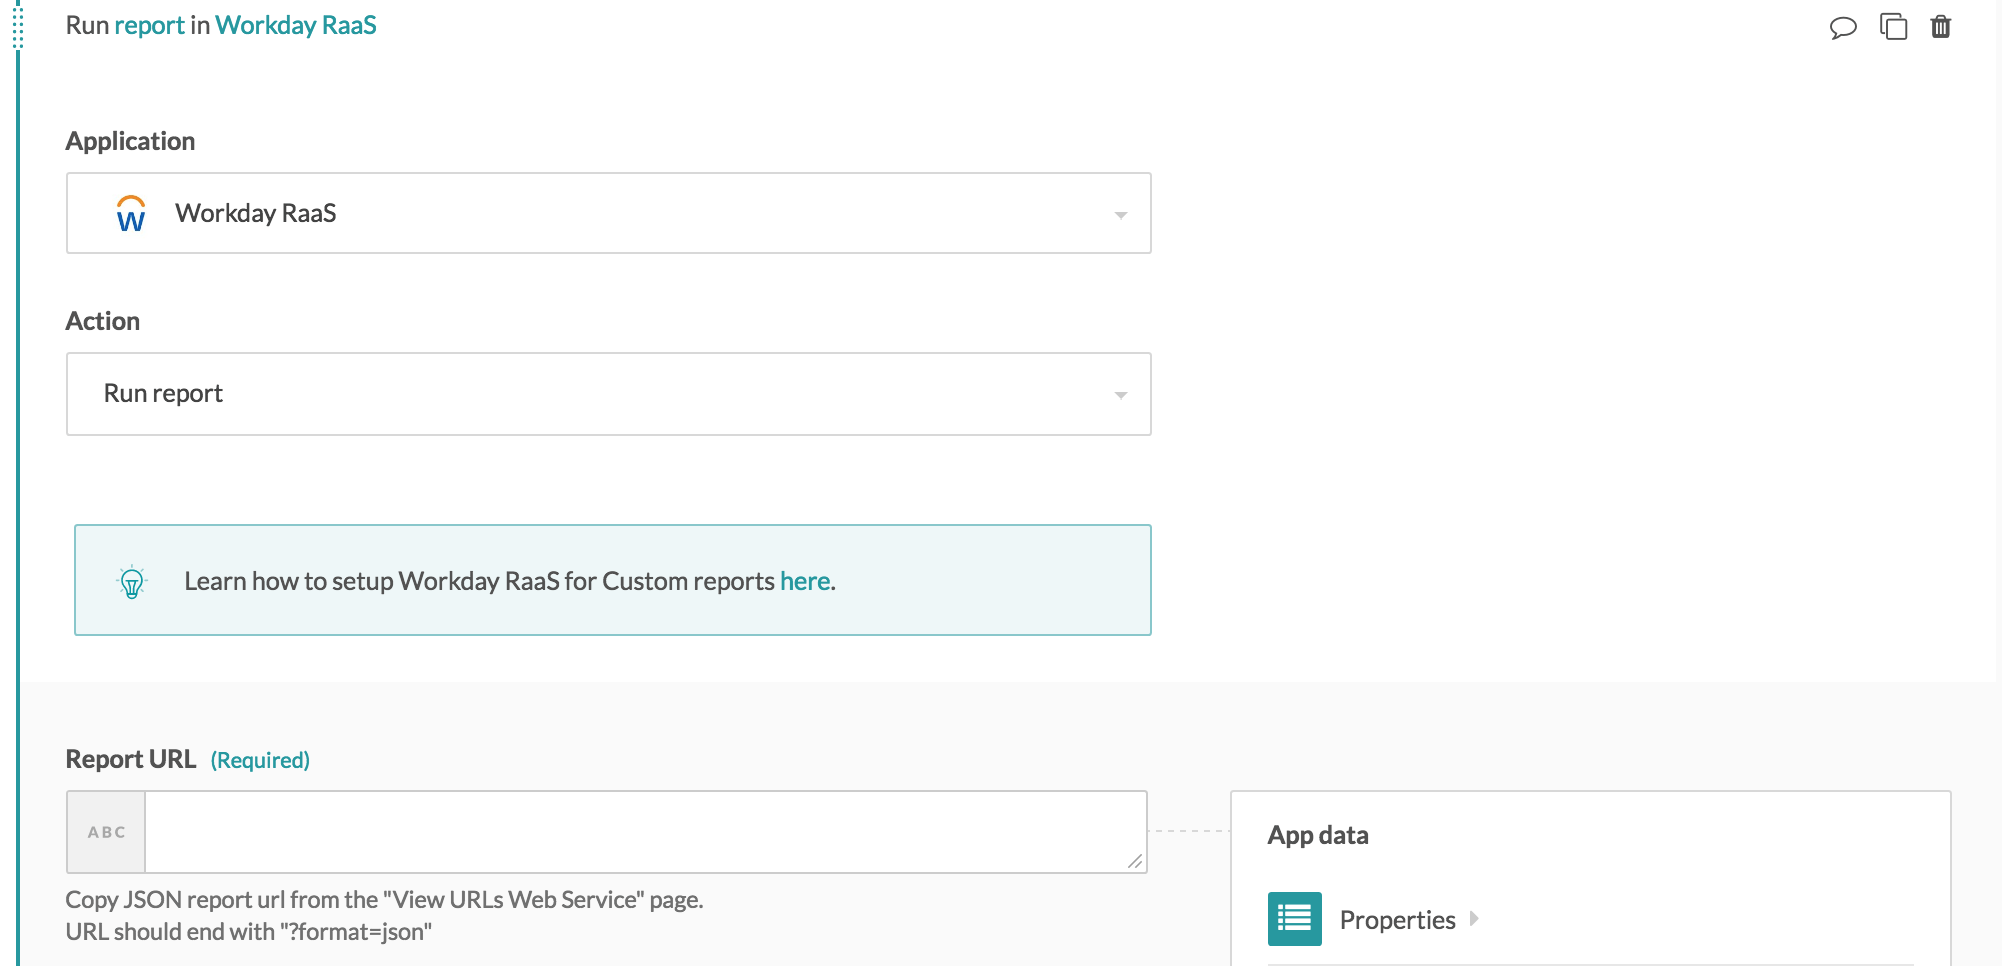 Run report in Workday RaaS
Application
Workday RaaS
Action
Run report
Learn how to setup Workday RaaS for Custom reports here.
Report URL (Required)
ABC
Copy JSON report url from the "View URLs Web Service" page.
URL should end with "?format=json"
App data
Properties